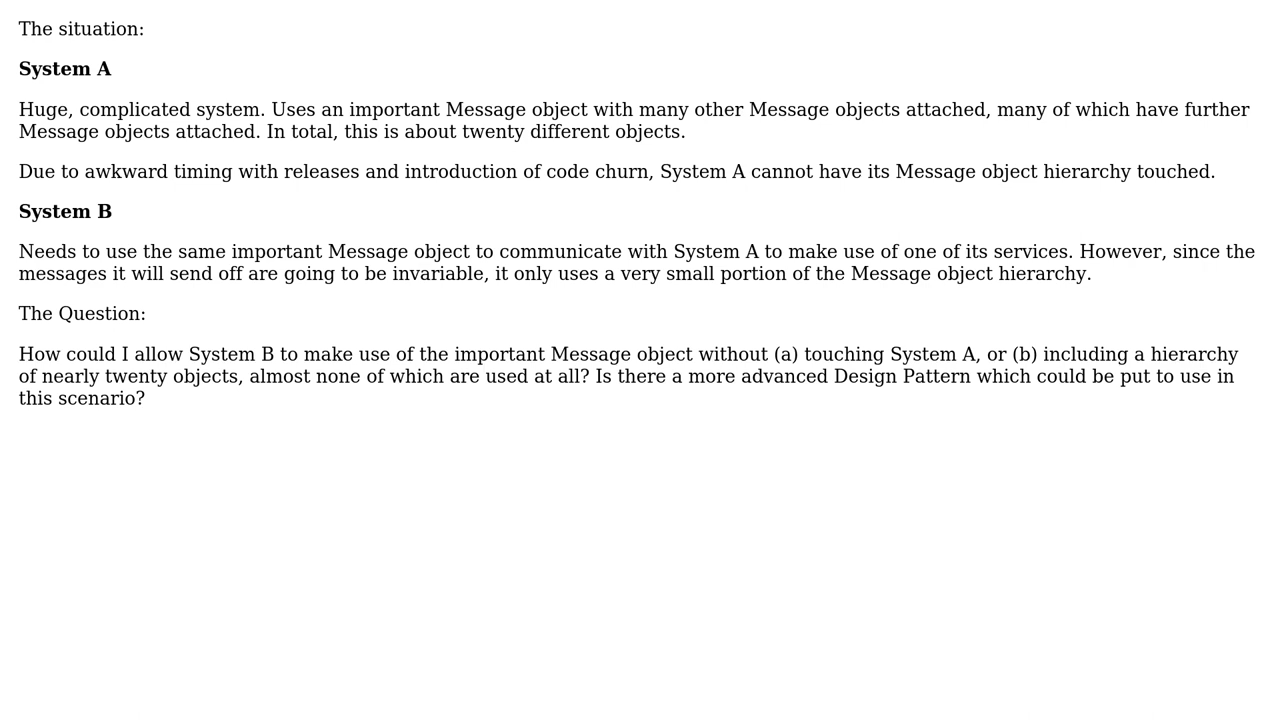 The situation:
System A
Huge, complicated system. Uses an important Message object with many other Message objects attached, many of which have further
Message objects attached. In total, this is about twenty different objects.
Due to awkward timing with releases and introduction of code churn, System A cannot have its Message object hierarchy touched.
System B
Needs to use the same important Message object to communicate with System A to make use of one of its services. However, since the
messages it will send off are going to be invariable, it only uses a very small portion of the Message object hierarchy.
The Question:
How could I allow System B to make use of the important Message object without (a) touching System A, or (b) including a hierarchy
of nearly twenty objects, almost none of which are used at all? Is there a more advanced Design Pattern which could be put to use in
this scenario?